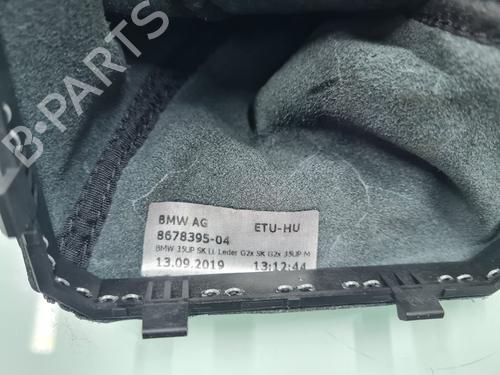 B-PARTS
BMW AG ETU-HU
8678395-04
BMW 35UP SK LL Leder G2x SK G2x 35UP M
13.09.2019 13:12:44